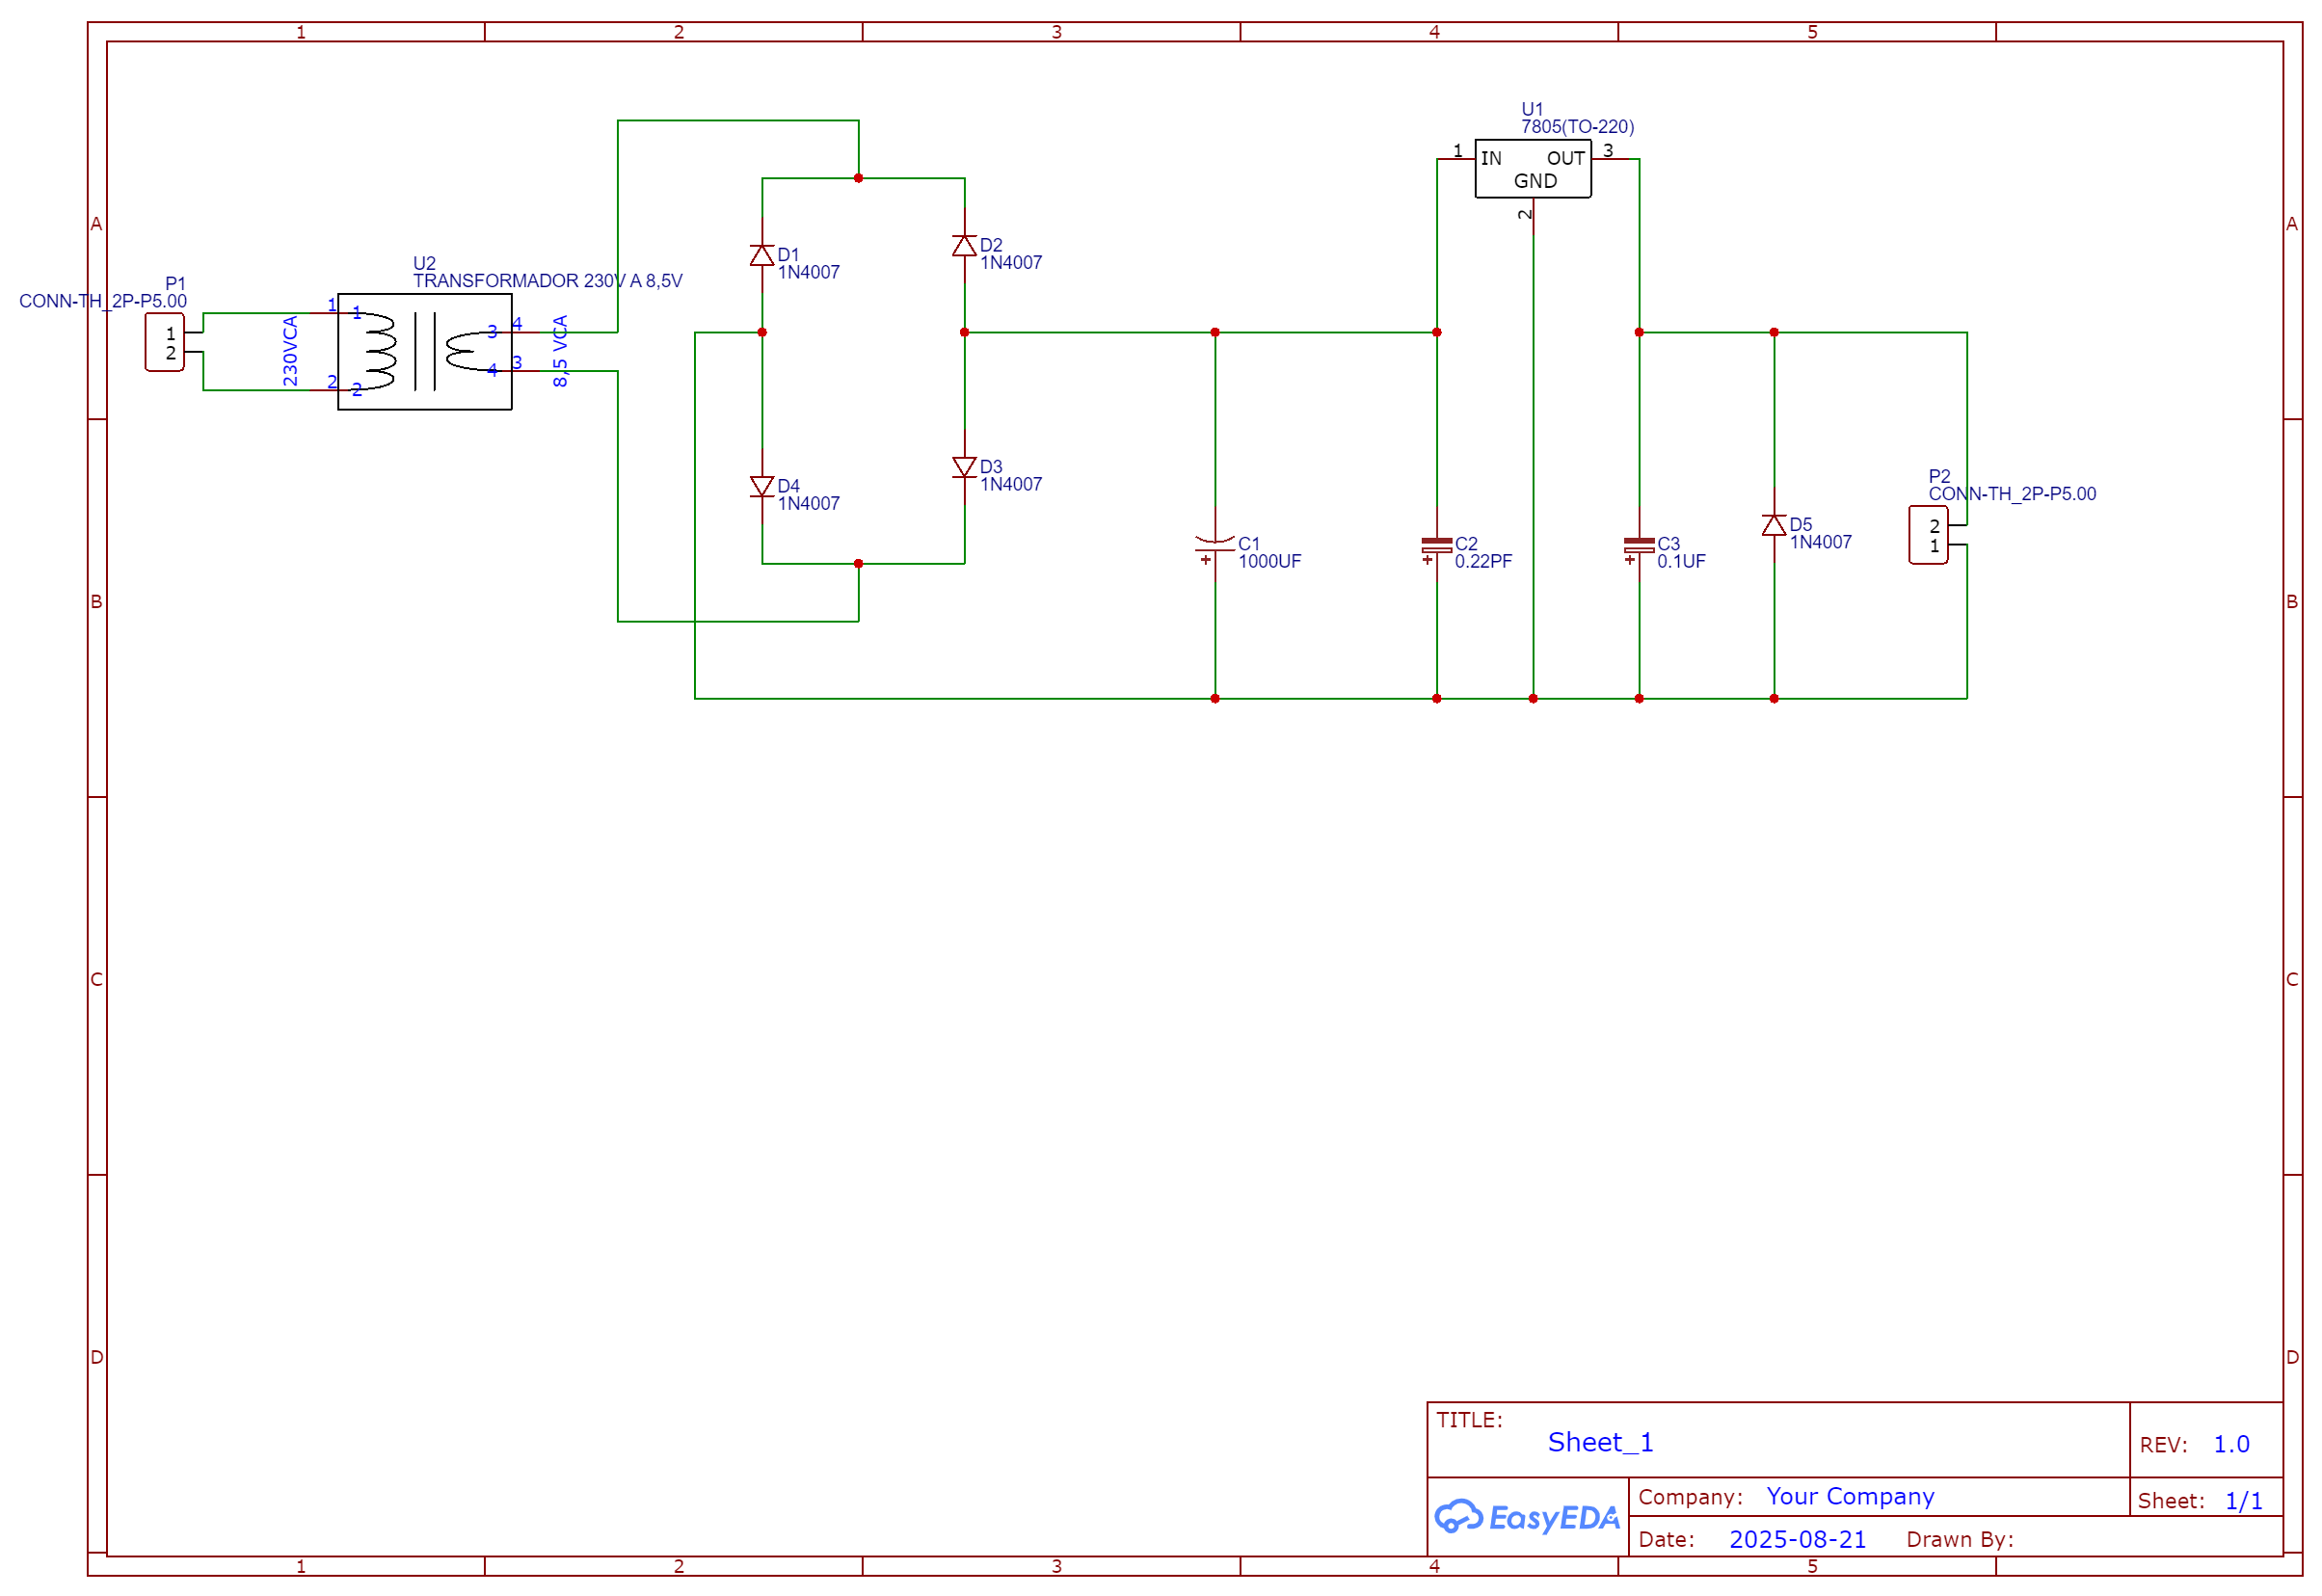 1 2 3 4 5
A A
U1
7805(TO-220)
1 IN OUT 3
GND
2
D1
1N4007
D2
1N4007
U2
TRANSFORMADOR 230V A 8,5V
P1
CONN-TH_2P-P5.00
1
2
230VCA
1 1
2 2
3 4
4 3
8,5 VCA
D4
1N4007
D3
1N4007
P2
CONN-TH_2P-P5.00
2
1
D5
1N4007
C1
1000UF
+
C2
0.22PF
+
C3
0.1UF
+
B B
C C
D D
TITLE:
Sheet_1
REV: 1.0
EasyEDA
Company: Your Company
Sheet: 1/1
Date: 2025-08-21 Drawn By:
1 2 3 4 5